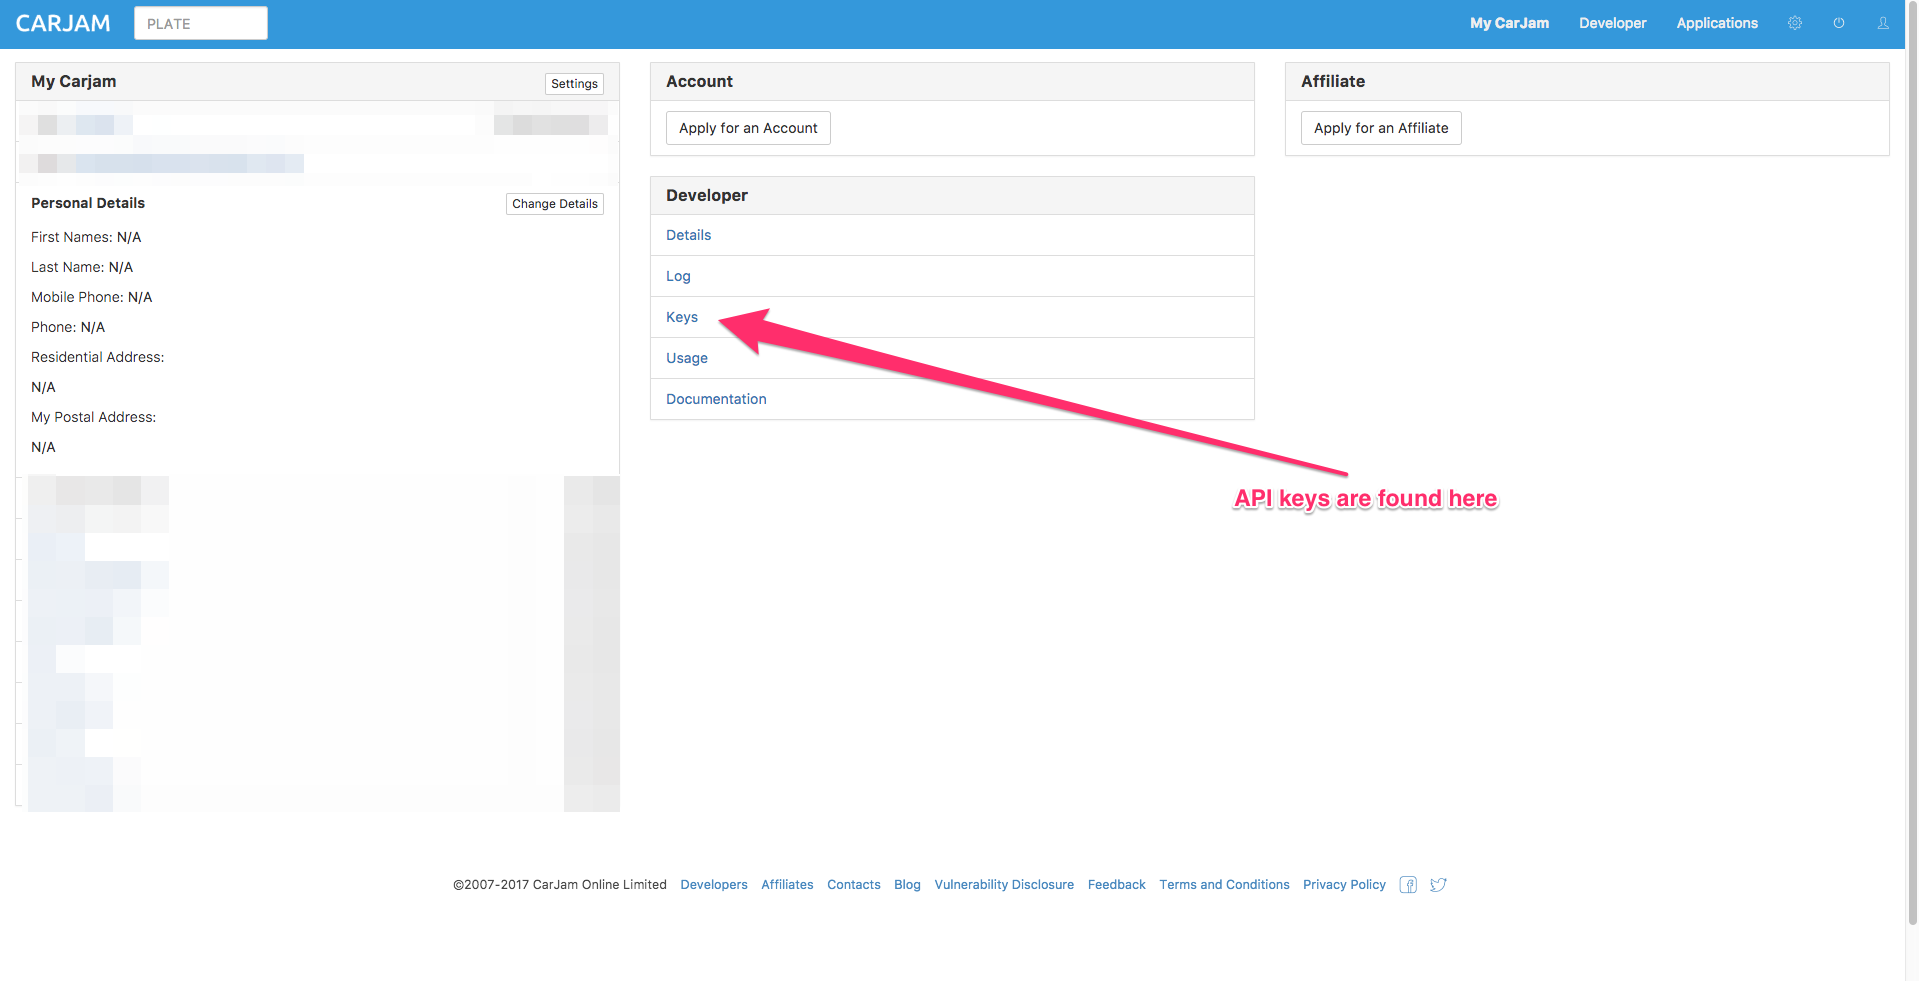 CARJAM
PLATE
My CarJam
Developer
Applications
My Carjam
Settings
Personal Details
Change Details
First Names: N/A
Last Name: N/A
Mobile Phone: N/A
Phone: N/A
Residential Address:
N/A
My Postal Address:
N/A
Account
Apply for an Account
Developer
Details
Log
Keys
Usage
Documentation
Affiliate
Apply for an Affiliate
API keys are found here
©2007-2017 CarJam Online Limited Developers Affiliates Contacts Blog Vulnerability Disclosure Feedback Terms and Conditions Privacy Policy